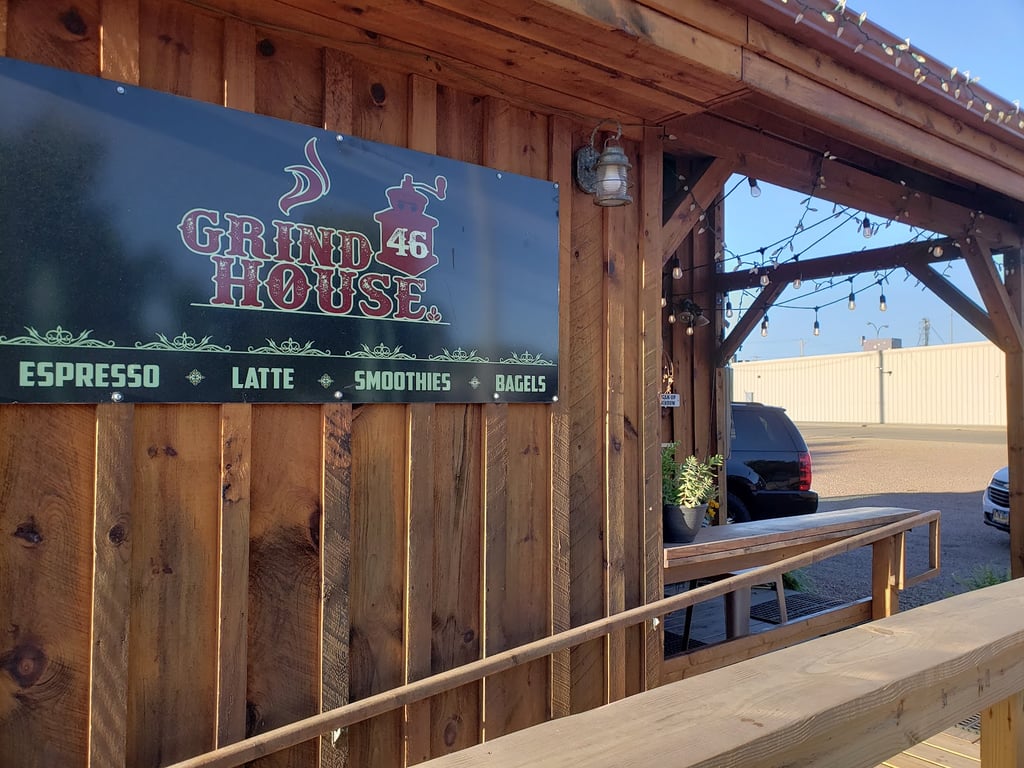 GRIND
46
HOUSE
ESPRESSO LATTE SMOOTHIES BAGELS